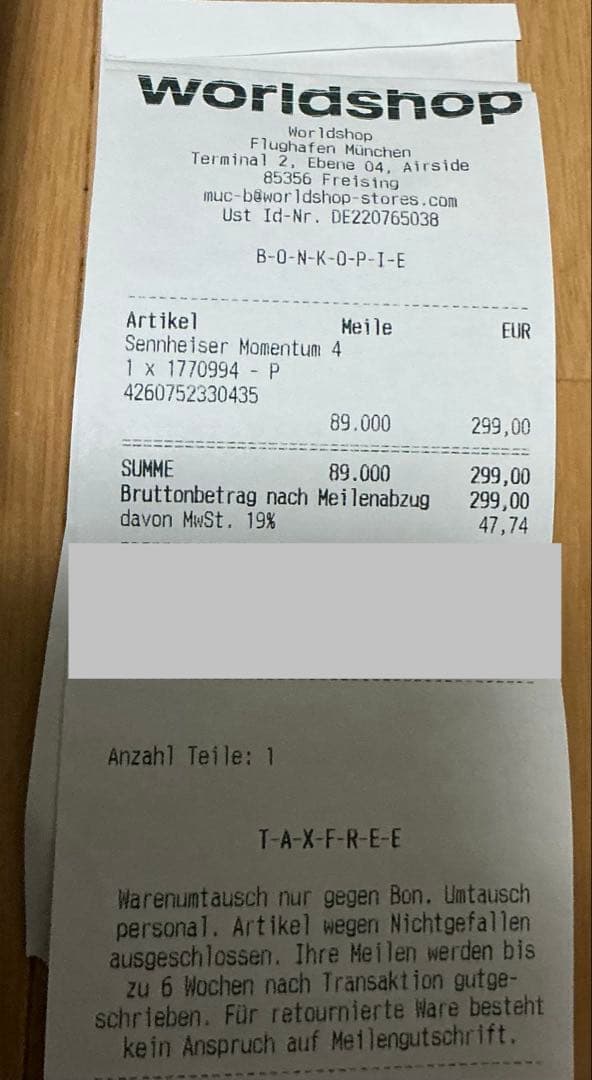 worldshop
Worldshop
Flughafen München
Terminal 2, Ebene 04, Airside
85356 Freising
muc-b@worldshop-stores.com
Ust Id-Nr. DE220765038
B-O-N-K-O-P-I-E
Artikel Meile EUR
Sennheiser Momentum 4
1 x 1770994 - P
4260752330435
89.000 299,00
SUMME 89.000 299,00
Bruttonbetrag nach Meilenabzug 299,00
davon MwSt. 19% 47,74
Anzahl Teile: 1
T-A-X-F-R-E-E
Warenumtausch nur gegen Bon. Umtausch
personal. Artikel wegen Nichtgefallen
ausgeschlossen. Ihre Meilen werden bis
zu 6 Wochen nach Transaktion gutge-
schrieben. Für retournierte Ware besteht
kein Anspruch auf Meilengutschrift.